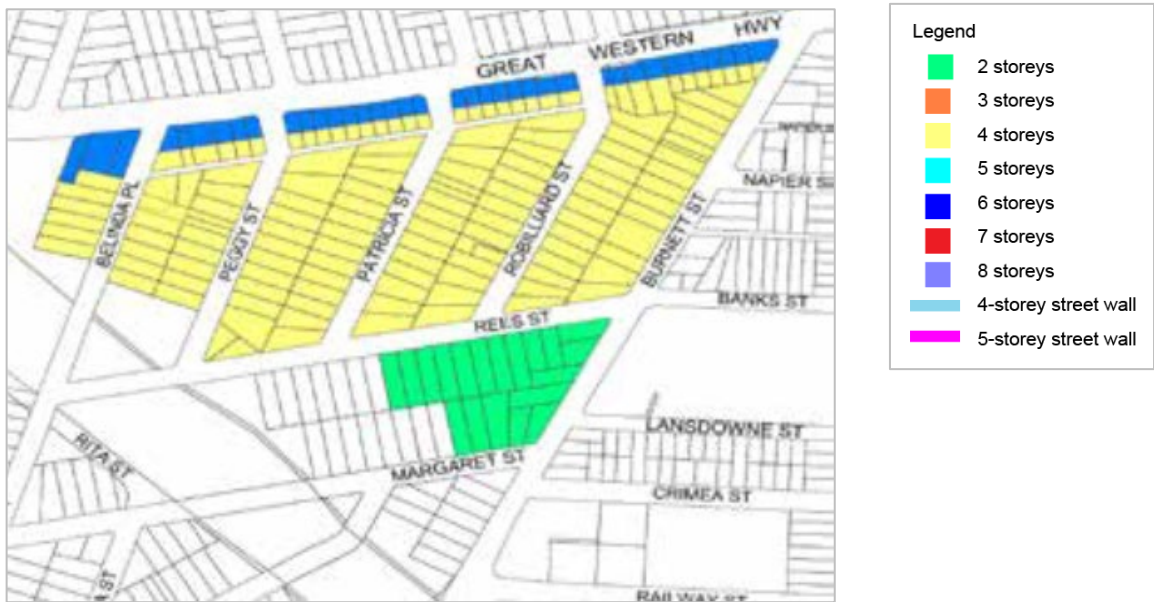 GREAT WESTERN HWY
BELINDA PL
PEGGY ST
PATRICIA ST
ROBILLIARD ST
BURNETT ST
NAPIER S
BANKS ST
REES ST
LANSDOWNE ST
MARGARET ST
RITA ST
CRIMEA ST
A ST
RAILWAY ST
Legend
2 storeys
3 storeys
4 storeys
5 storeys
6 storeys
7 storeys
8 storeys
4-storey street wall
5-storey street wall